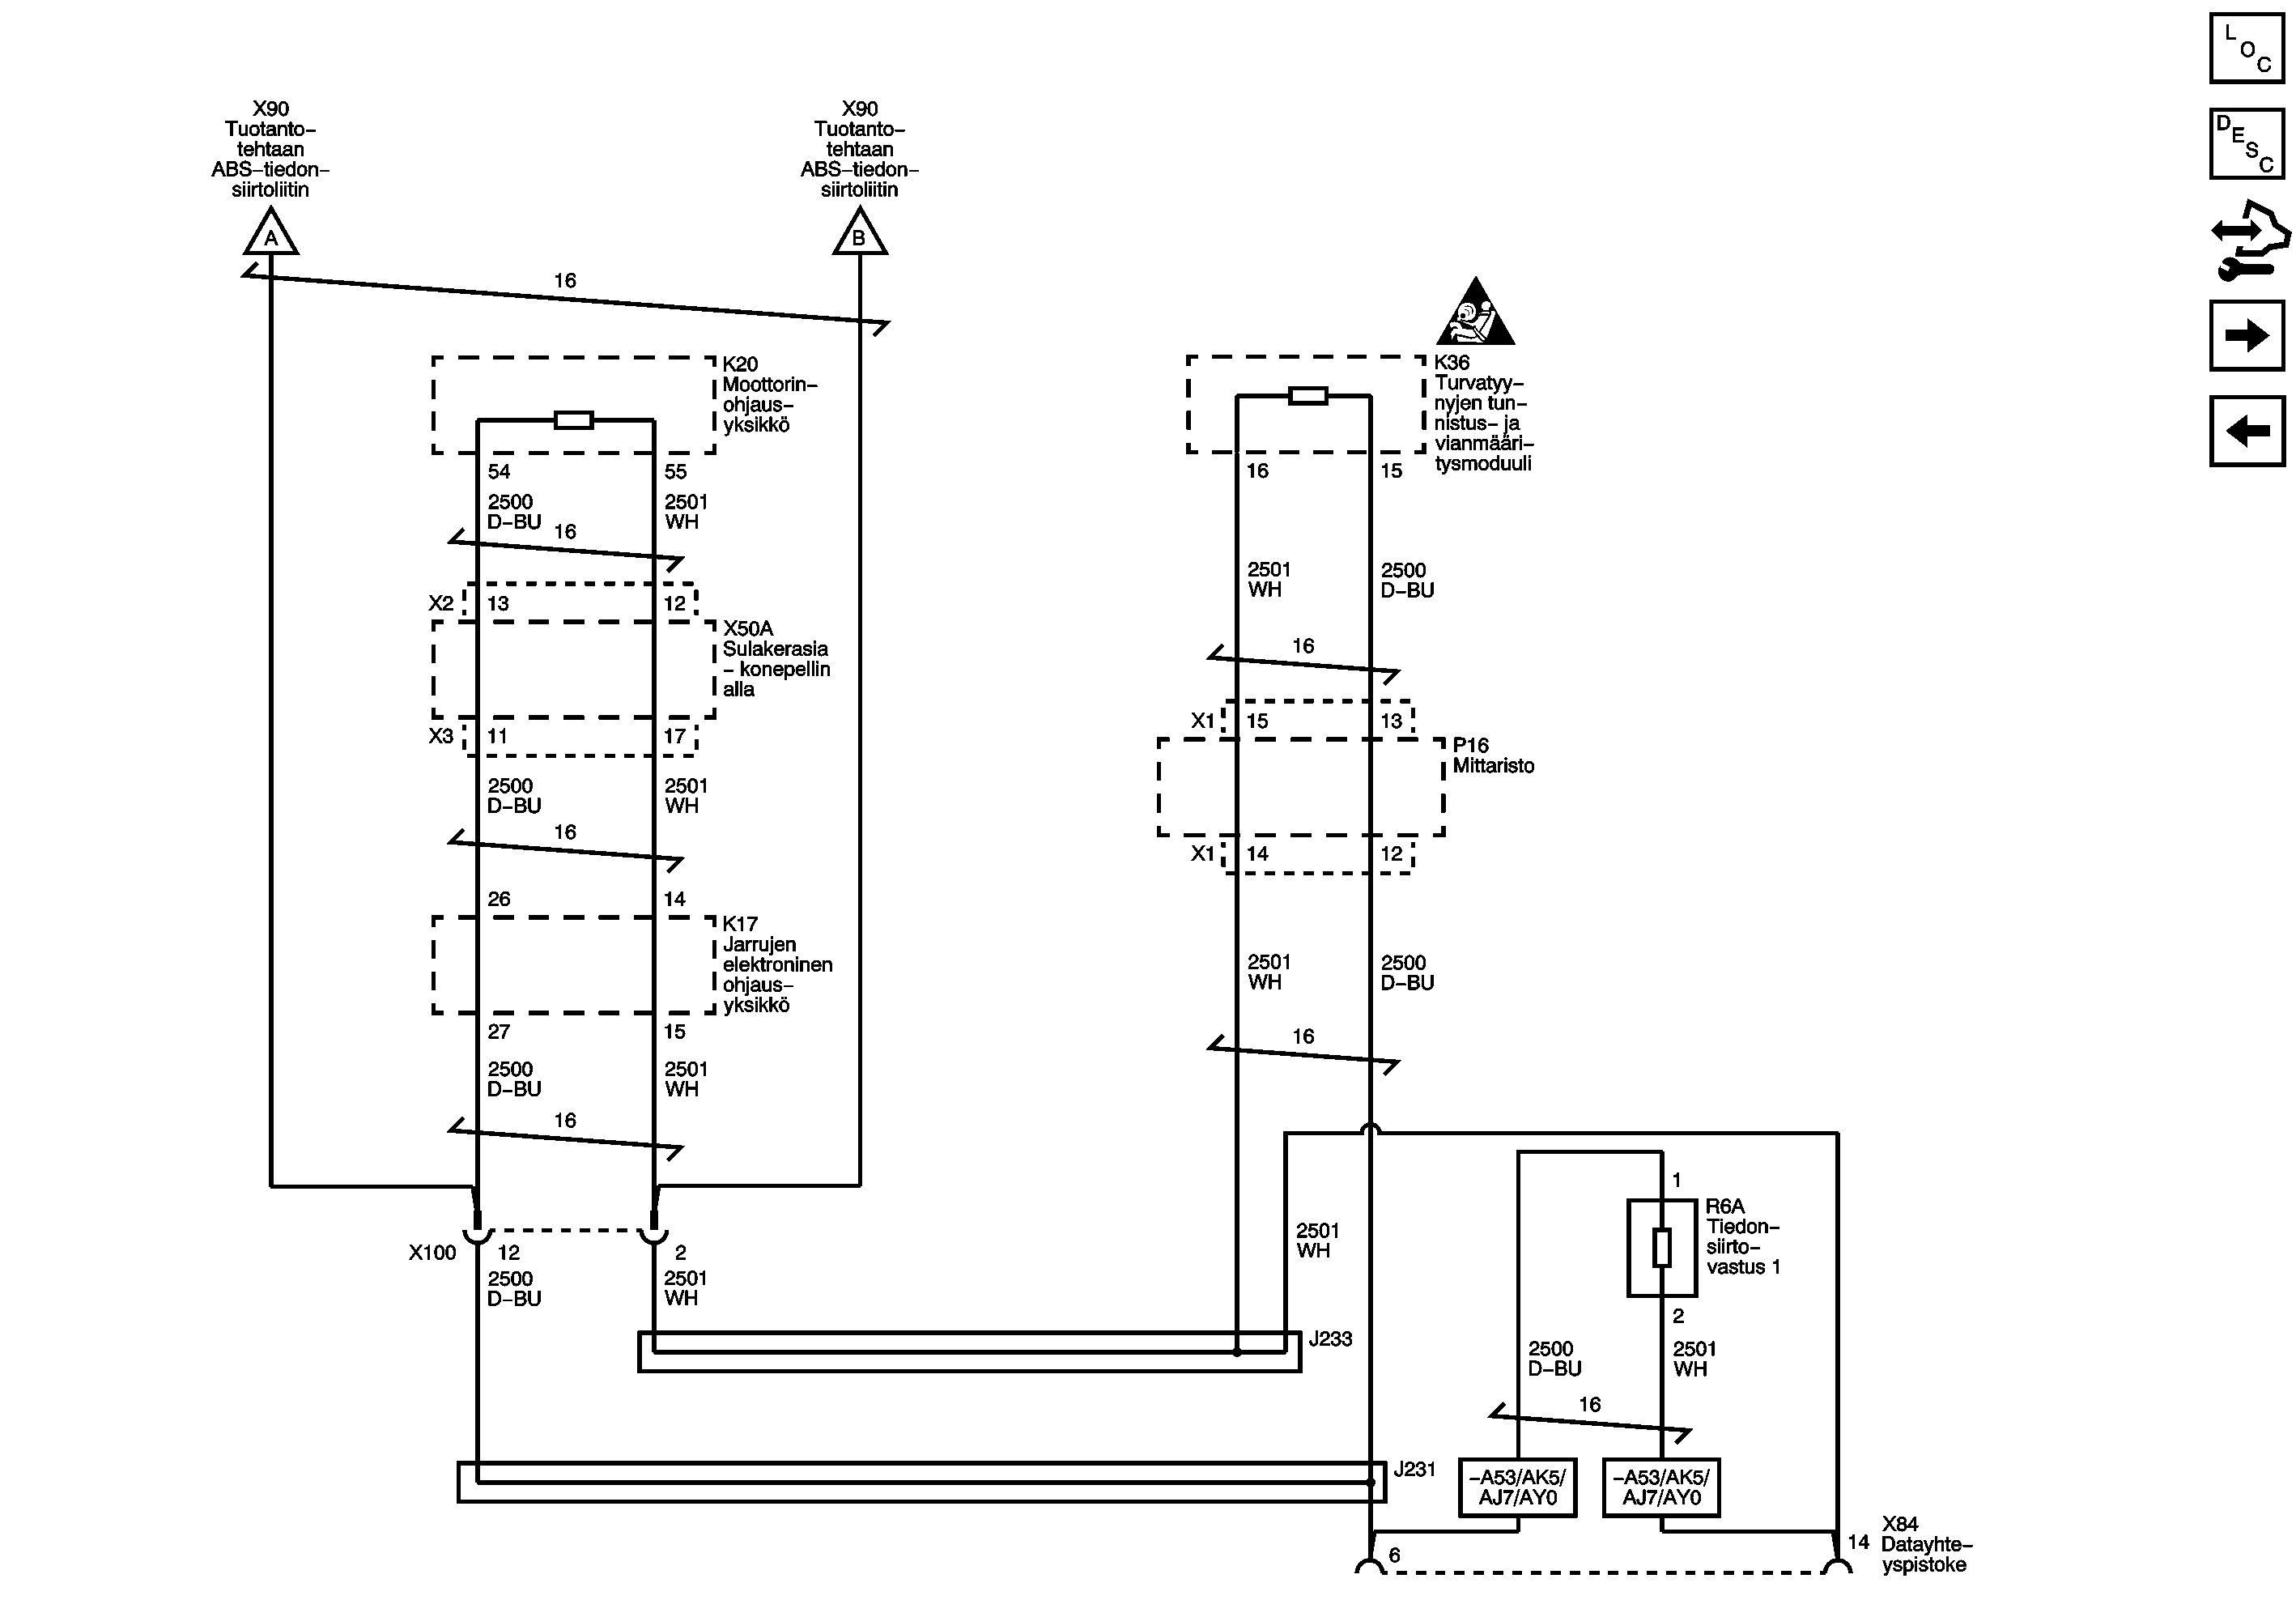 L
O
C
D
E
S
C
X90
Tuotanto–
tehtaan
ABS–tiedon–
siirtoliitin
A
X90
Tuotanto–
tehtaan
ABS–tiedon–
siirtoliitin
B
16
K20
Moottorin–
ohjaus–
yksikkö
54
55
2500
D–BU
2501
WH
16
X2
13
12
X50A
Sulakerasia
– konepellin
alla
X3
11
17
2500
D–BU
2501
WH
16
26
14
K17
Jarrujen
elektroninen
ohjaus–
yksikkö
27
15
2500
D–BU
2501
WH
16
X100
12
2
2500
D–BU
2501
WH
K36
Turvatyy–
nyjen tun–
nistus– ja
vianmääri–
tysmoduuli
16
15
2501
WH
2500
D–BU
16
X1
15
13
P16
Mittaristo
X1
14
12
2501
WH
2500
D–BU
16
2501
WH
1
R6A
Tiedon–
siirto–
vastus 1
2
J233
2500
D–BU
2501
WH
16
J231
–A53/AK5/
AJ7/AY0
–A53/AK5/
AJ7/AY0
6
14
X84
Datayhte–
yspistoke